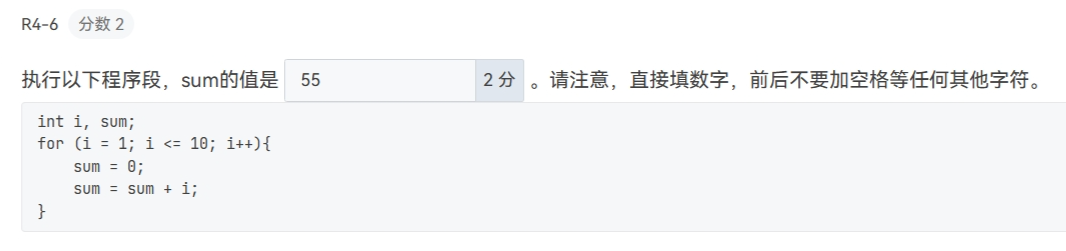 R4-6 分数 2
执行以下程序段，sum的值是 55 2 分 。请注意，直接填数字，前后不要加空格等任何其他字符。
int i, sum;
for (i = 1; i <= 10; i++){
    sum = 0;
    sum = sum + i;
}